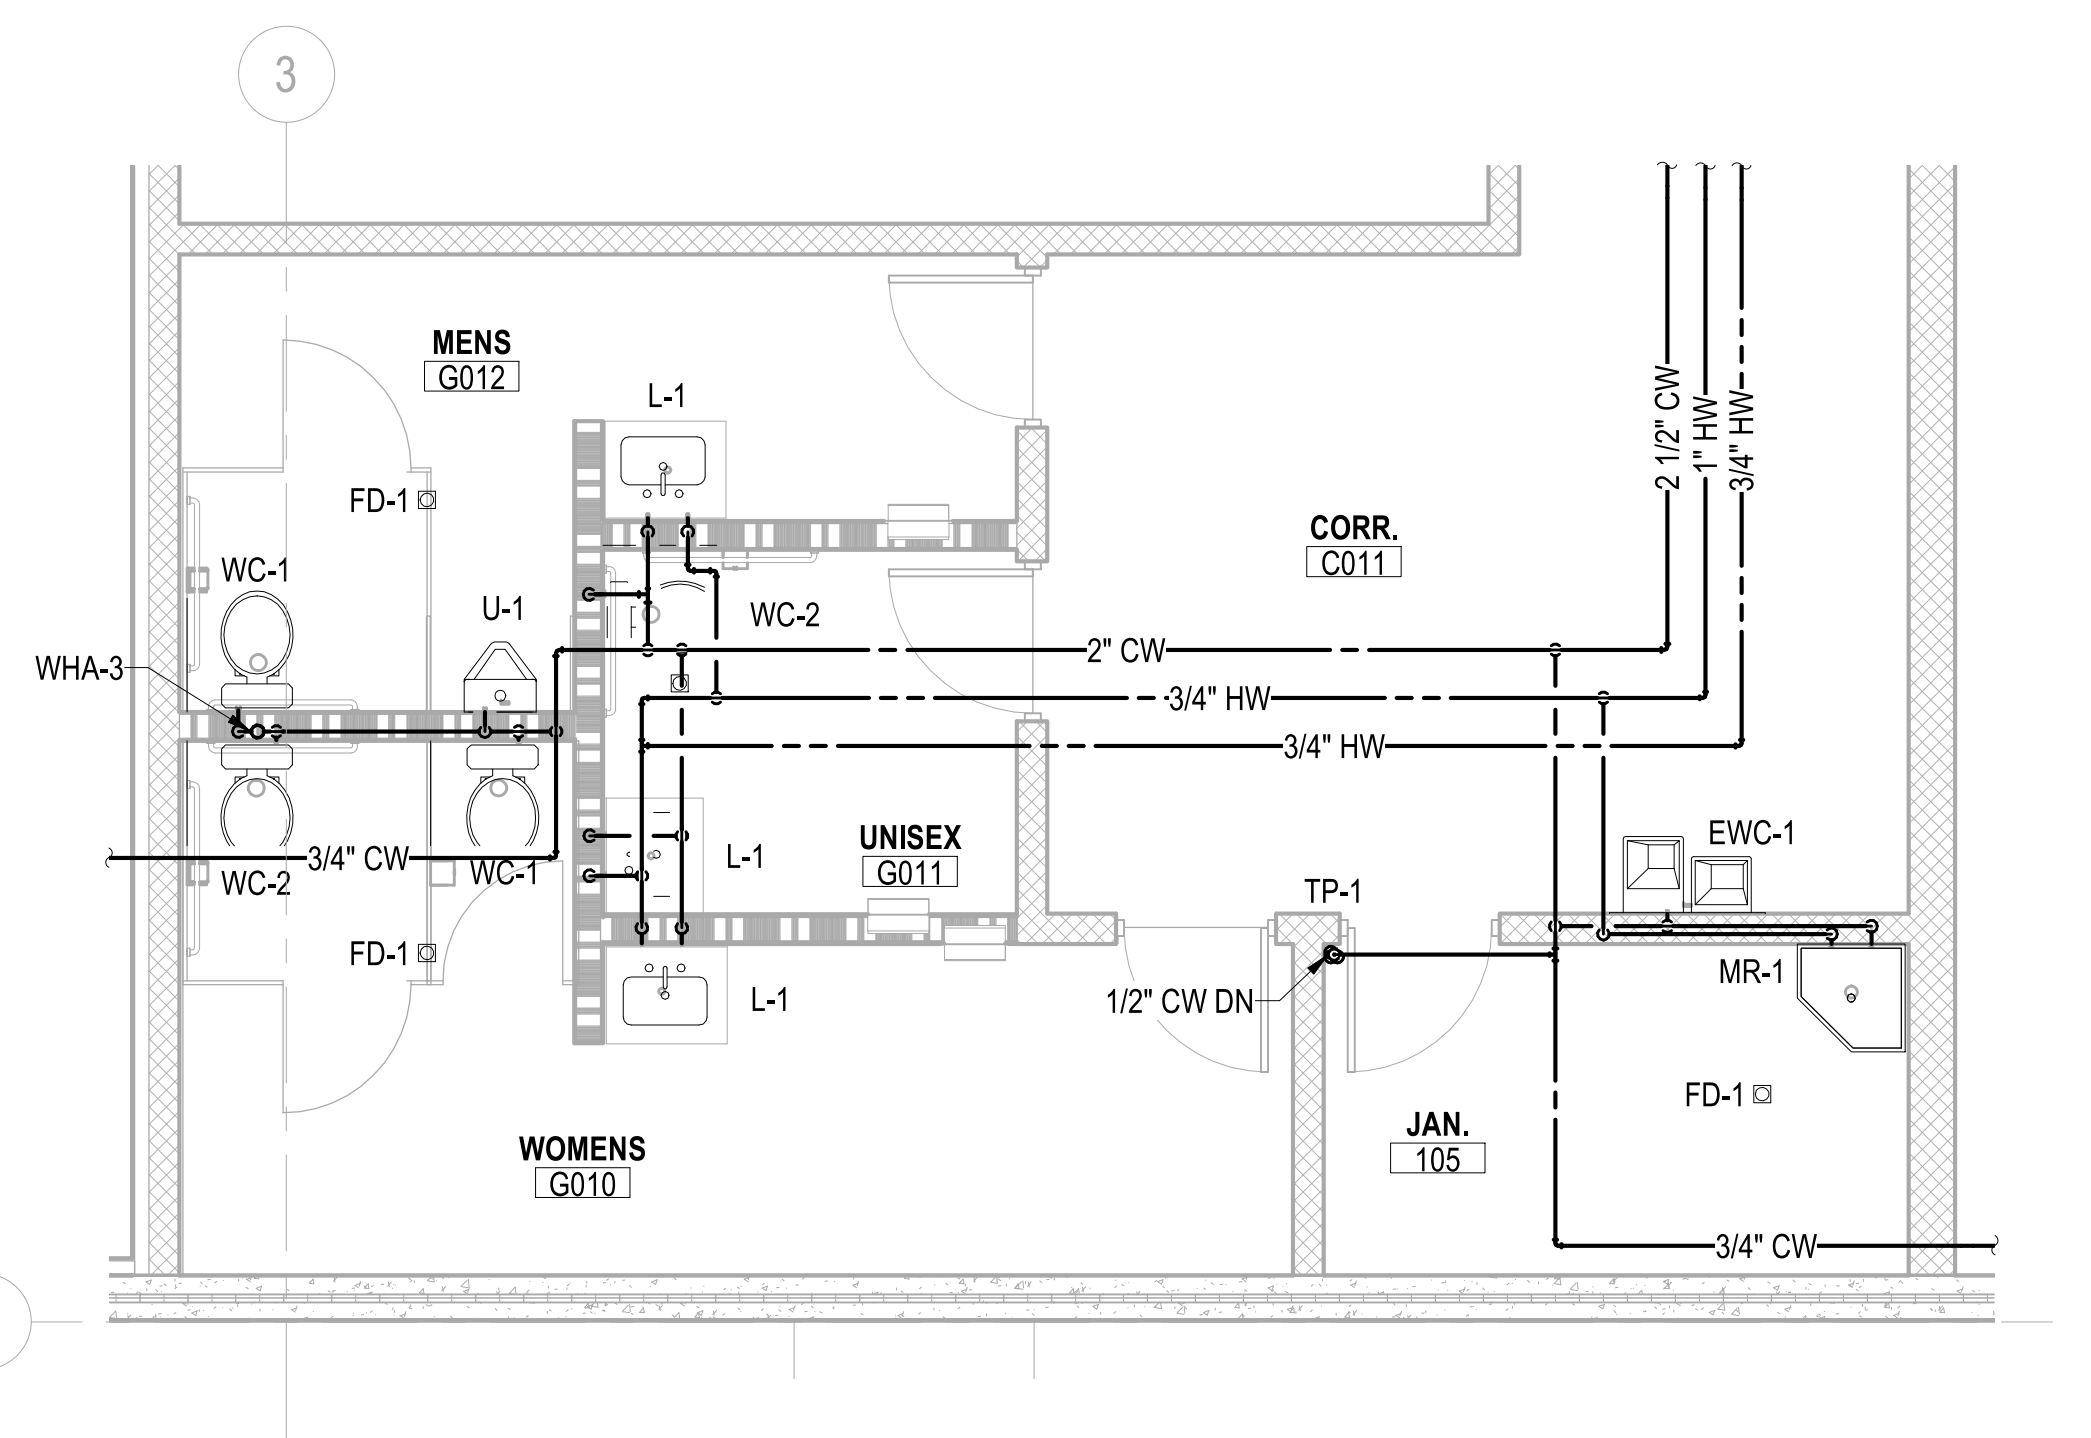 3
MENS
G012
L-1
FD-1
WC-1
U-1
WHA-3
WC-2
2" CW
3/4" HW
3/4" HW
2 1/2" CW
1" HW
3/4" HW
CORR.
C011
3/4" CW
WC-2
WC-1
FD-1
L-1
UNISEX
G011
EWC-1
TP-1
1/2" CW DN
MR-1
L-1
FD-1
JAN.
105
WOMENS
G010
3/4" CW